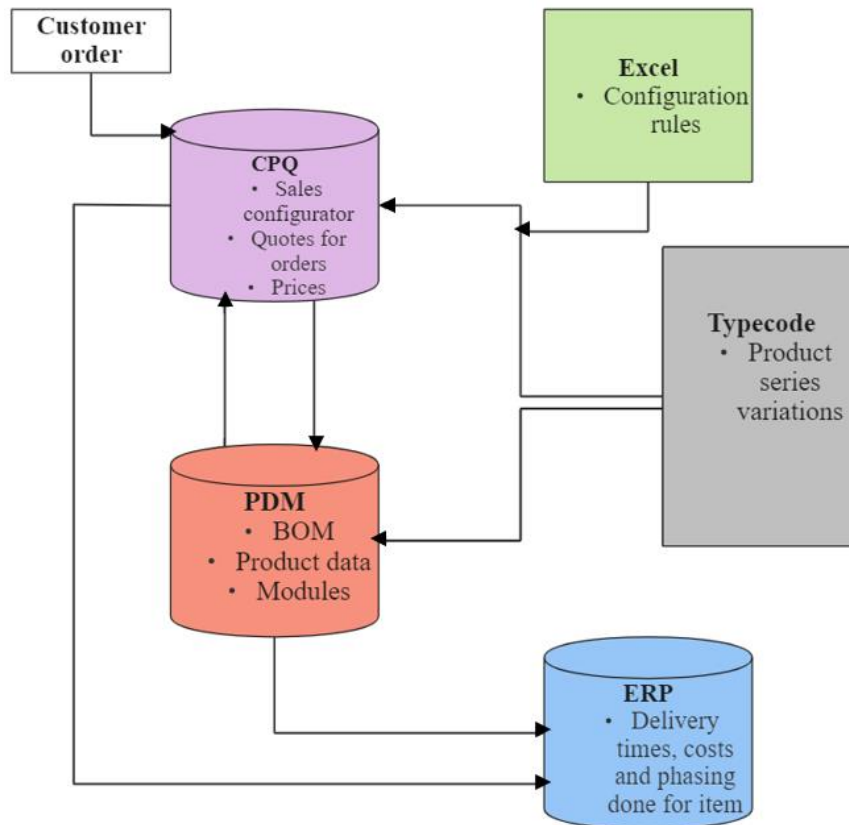 Customer
order
Excel
• Configuration
rules
CPQ
• Sales
configurator
• Quotes for
orders
• Prices
Typecode
• Product
series
variations
PDM
• BOM
• Product data
• Modules
ERP
• Delivery
times, costs
and phasing
done for item